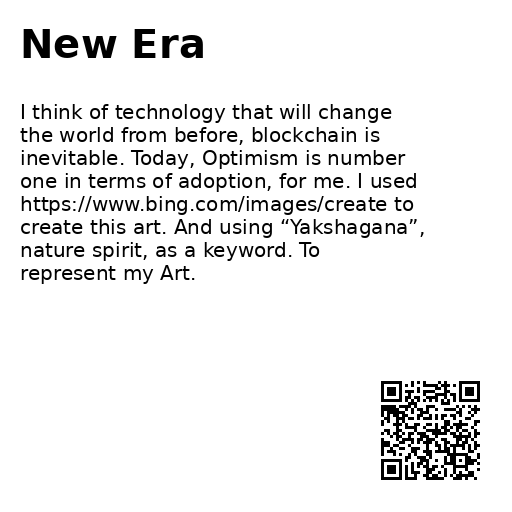 New Era
I think of technology that will change
the world from before, blockchain is
inevitable. Today, Optimism is number
one in terms of adoption, for me. I used
https://www.bing.com/images/create to
create this art. And using “Yakshagana”,
nature spirit, as a keyword. To
represent my Art.